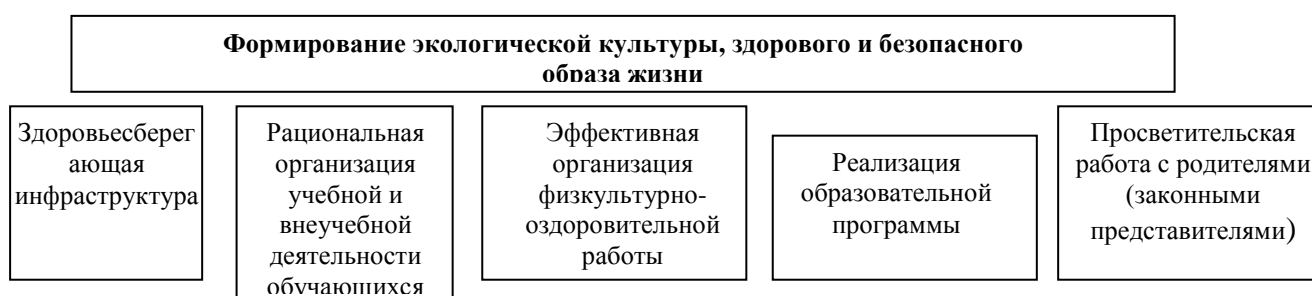 Формирование экологической культуры, здорового и безопасного
образа жизни
Здоровьесберег
ающая
инфраструктура
Рациональная
организация
учебной и
внеучебной
деятельности
обучающихся
Эффективная
организация
физкультурно-
оздоровительной
работы
Реализация
образовательной
программы
Просветительская
работа с родителями
(законными
представителями)